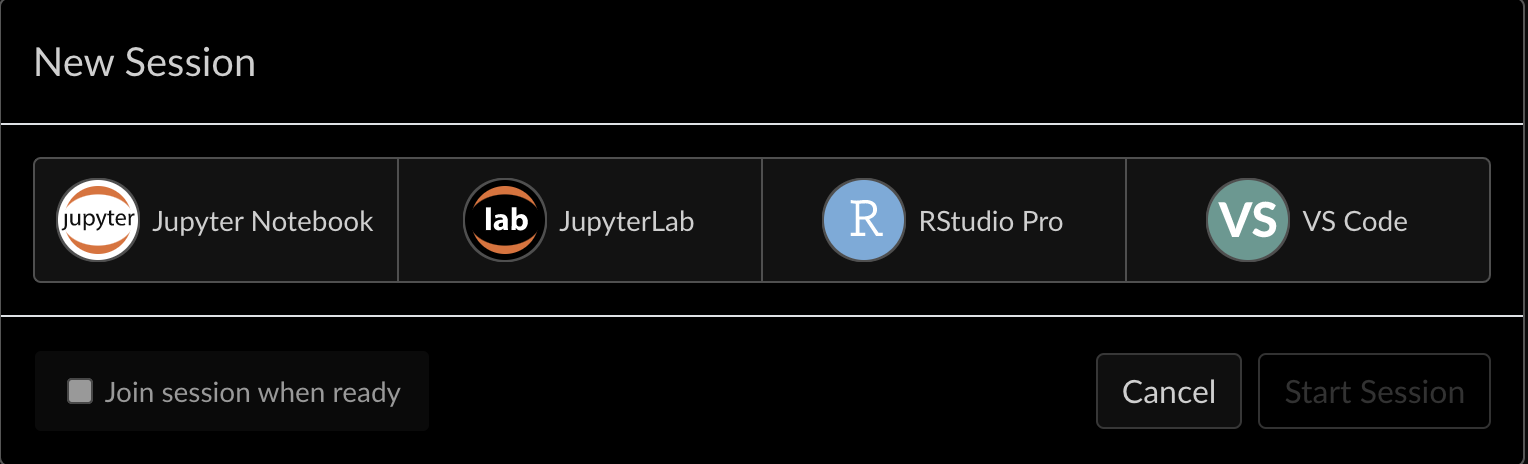 New Session
jupyter Jupyter Notebook lab JupyterLab R RStudio Pro VS VS Code
Join session when ready Cancel Start Session